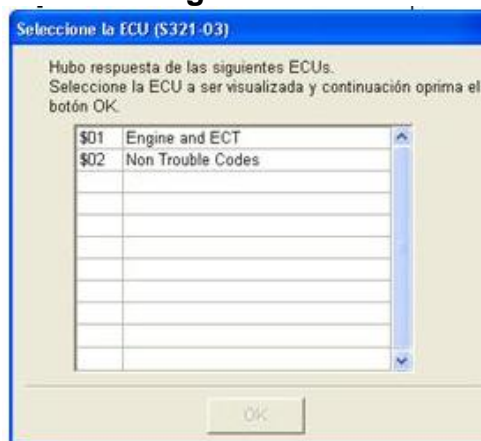 Seleccione la ECU (S321-03)
Hubo respuesta de las siguientes ECUs.
Seleccione la ECU a ser visualizada y continuación oprima el
botón OK.
$01 Engine and ECT
$02 Non Trouble Codes
OK